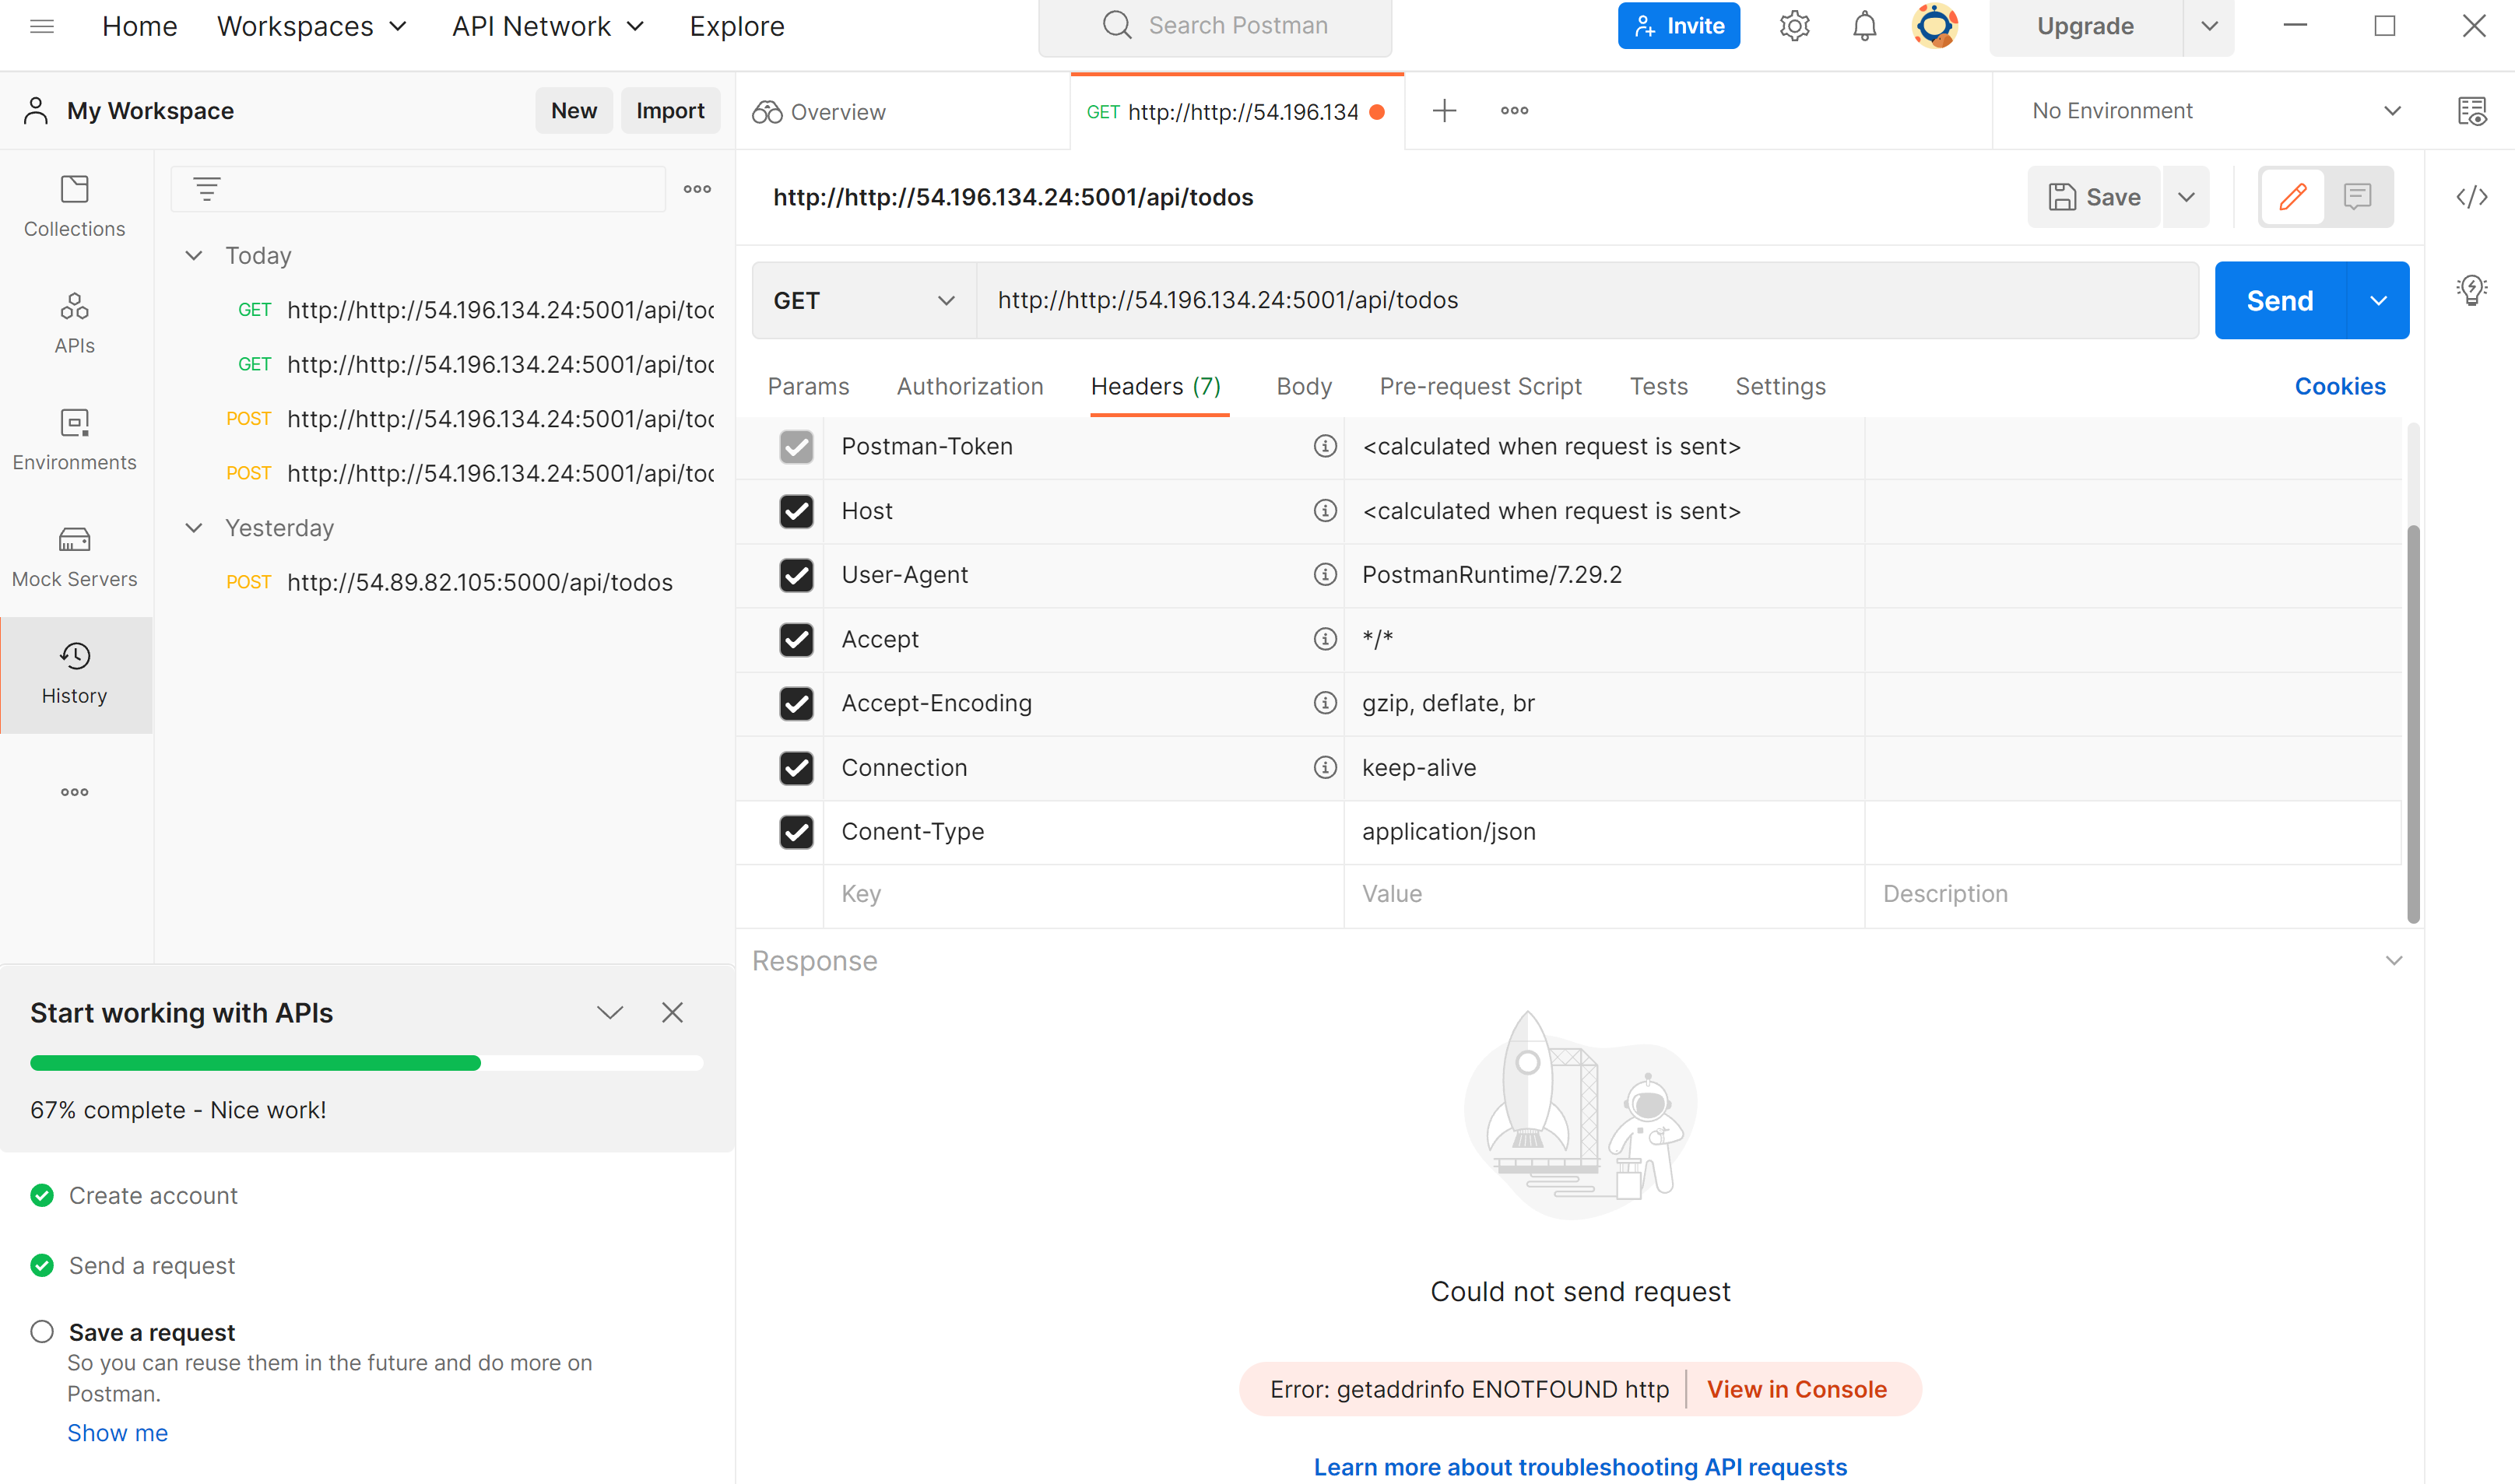 Home Workspaces API Network Explore Search Postman Invite Upgrade
My Workspace New Import Overview GET http://http://54.196.134 No Environment
Collections
APIs
Environments
Mock Servers
History
Today
GET http://http://54.196.134.24:5001/api/toc
GET http://http://54.196.134.24:5001/api/toc
POST http://http://54.196.134.24:5001/api/toc
POST http://http://54.196.134.24:5001/api/toc
Yesterday
POST http://54.89.82.105:5000/api/todos
http://http://54.196.134.24:5001/api/todos Save
GET http://http://54.196.134.24:5001/api/todos Send
Params Authorization Headers (7) Body Pre-request Script Tests Settings Cookies
Postman-Token <calculated when request is sent>
Host <calculated when request is sent>
User-Agent PostmanRuntime/7.29.2
Accept */*
Accept-Encoding gzip, deflate, br
Connection keep-alive
Conent-Type application/json
Key Value Description
Response
Could not send request
Error: getaddrinfo ENOTFOUND http View in Console
Learn more about troubleshooting API requests
Start working with APIs
67% complete - Nice work!
Create account
Send a request
Save a request
So you can reuse them in the future and do more on
Postman.
Show me